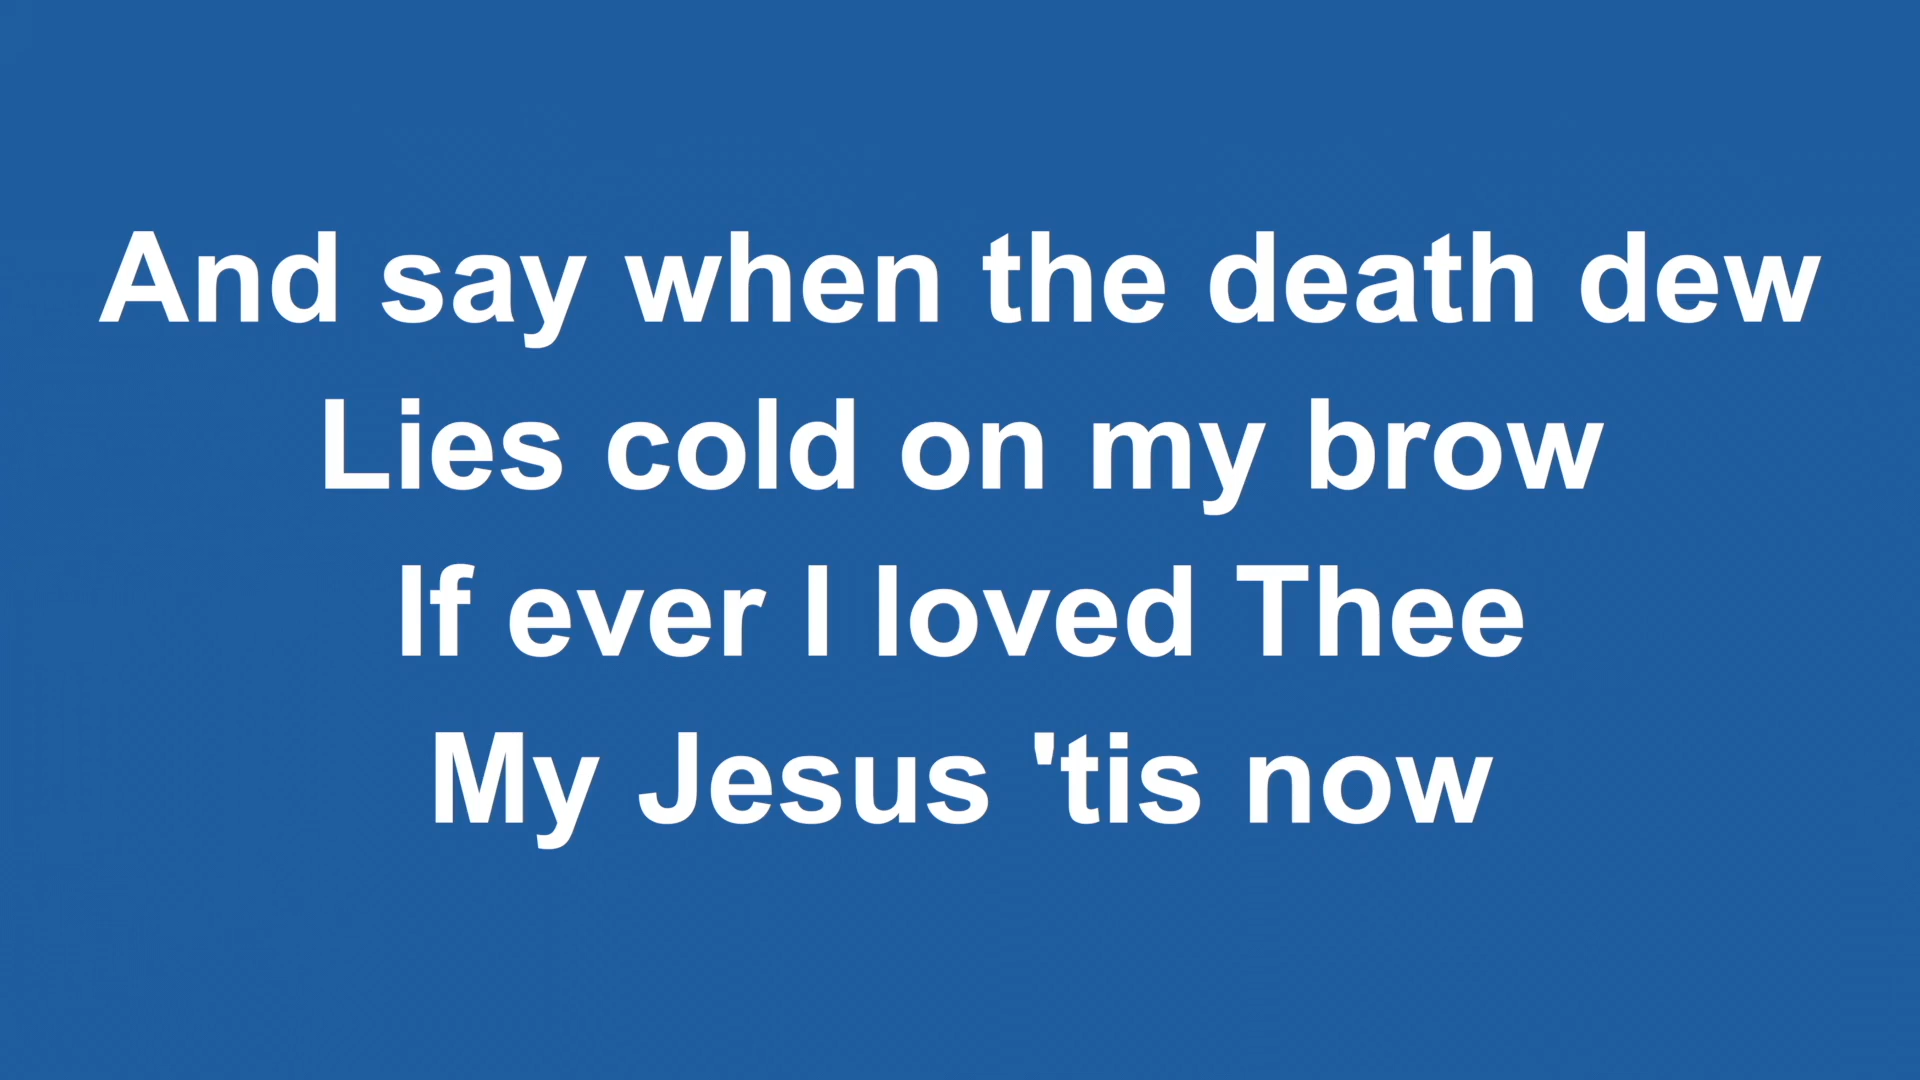 And say when the death dew
Lies cold on my brow
If ever I loved Thee
My Jesus 'tis now